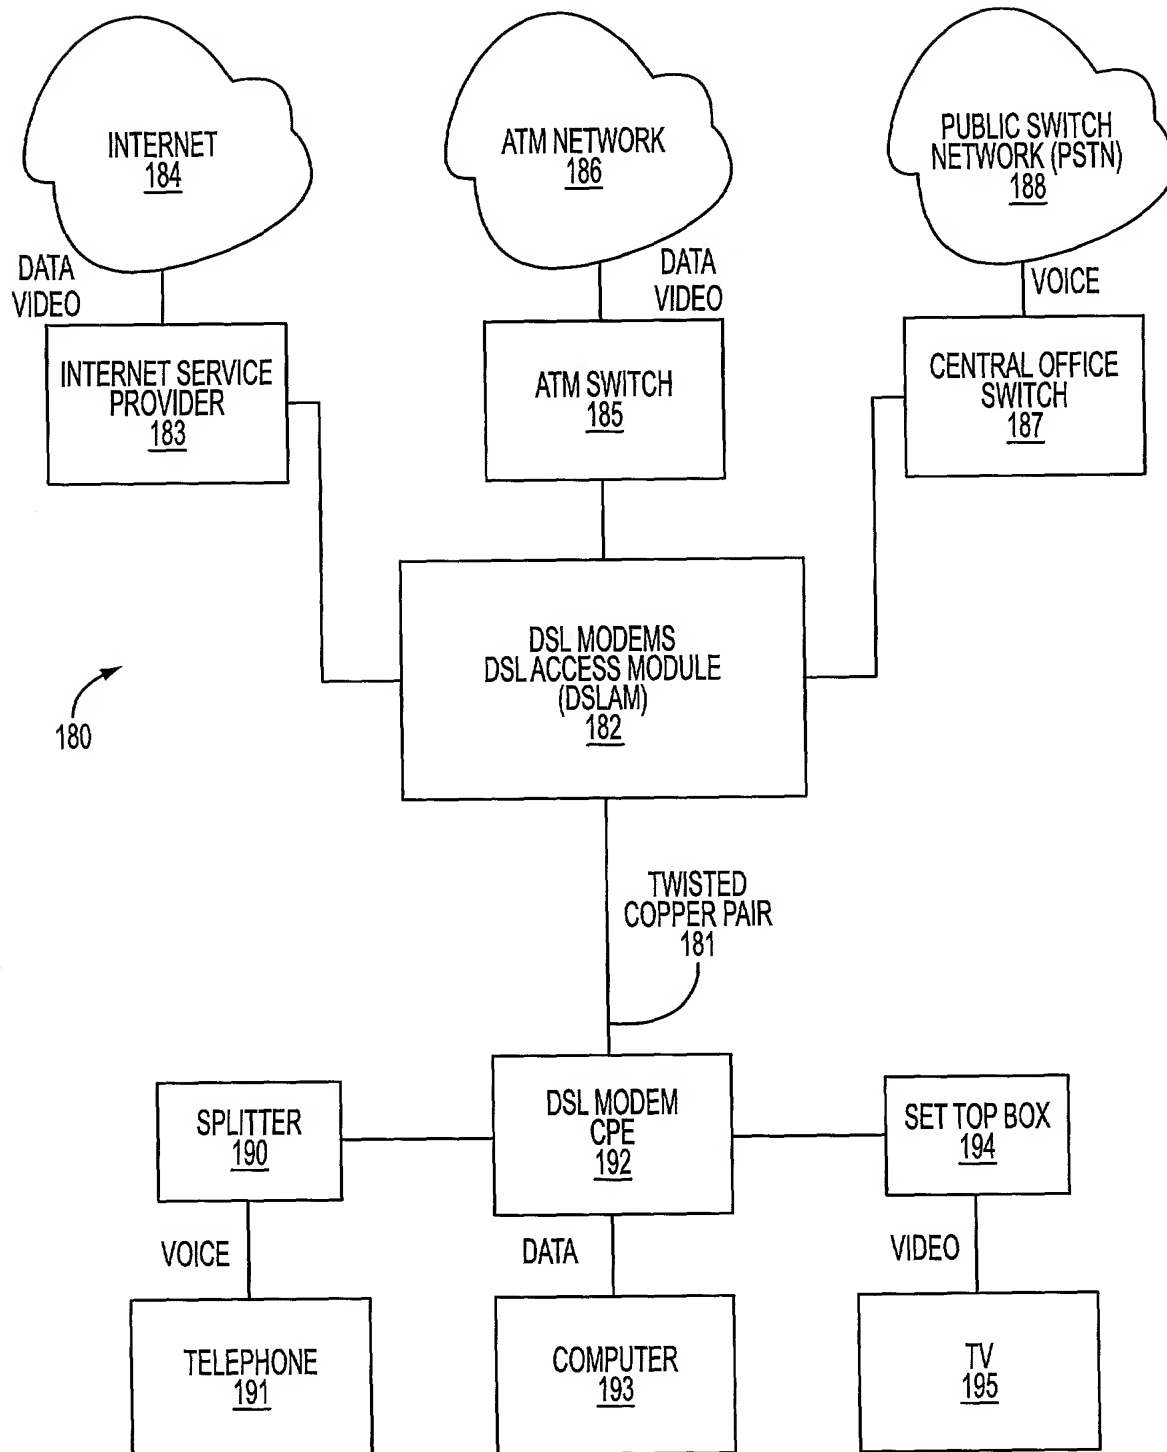 INTERNET
184
ATM NETWORK
186
PUBLIC SWITCH
NETWORK (PSTN)
188
DATA
VIDEO
DATA
VIDEO
VOICE
INTERNET SERVICE
PROVIDER
183
ATM SWITCH
185
CENTRAL OFFICE
SWITCH
187
DSL MODEMS
DSL ACCESS MODULE
(DSLAM)
182
180
TWISTED
COPPER PAIR
181
SPLITTER
190
DSL MODEM
CPE
192
SET TOP BOX
194
VOICE
DATA
VIDEO
TELEPHONE
191
COMPUTER
193
TV
195